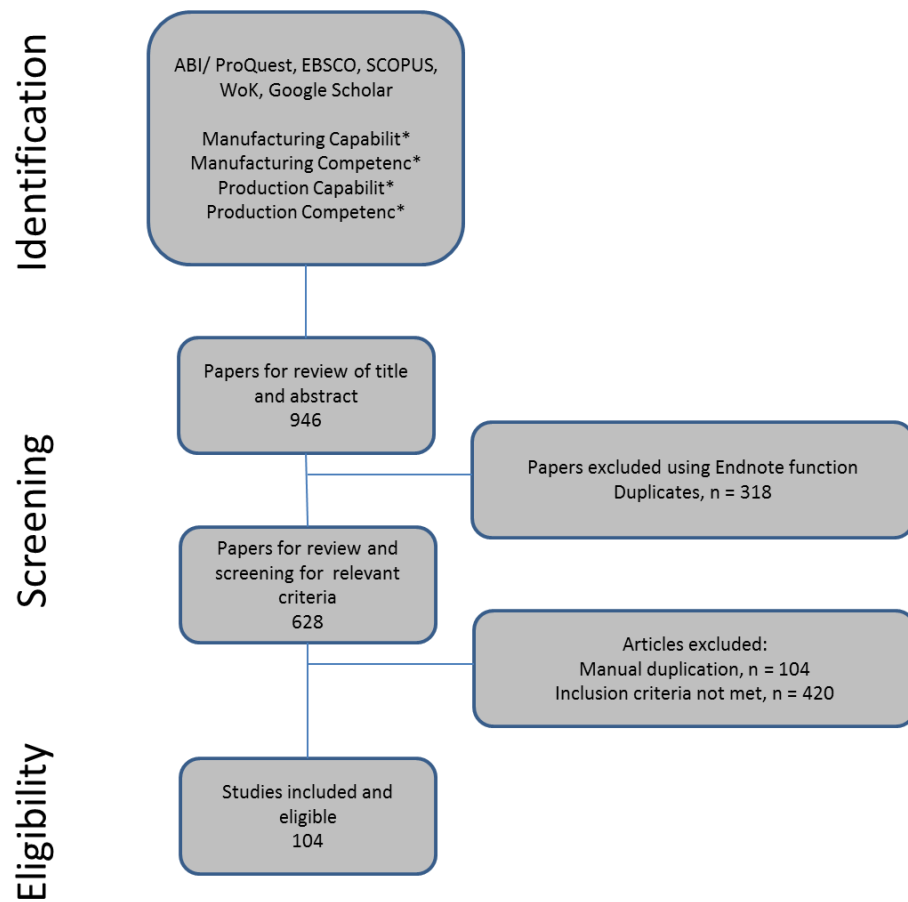 Identification
ABI/ ProQuest, EBSCO, SCOPUS,
WoK, Google Scholar
Manufacturing Capabilit*
Manufacturing Competenc*
Production Capabilit*
Production Competenc*
Screening
Papers for review of title
and abstract
946
Papers excluded using Endnote function
Duplicates, n = 318
Papers for review and
screening for relevant
criteria
628
Articles excluded:
Manual duplication, n = 104
Inclusion criteria not met, n = 420
Eligibility
Studies included and
eligible
104